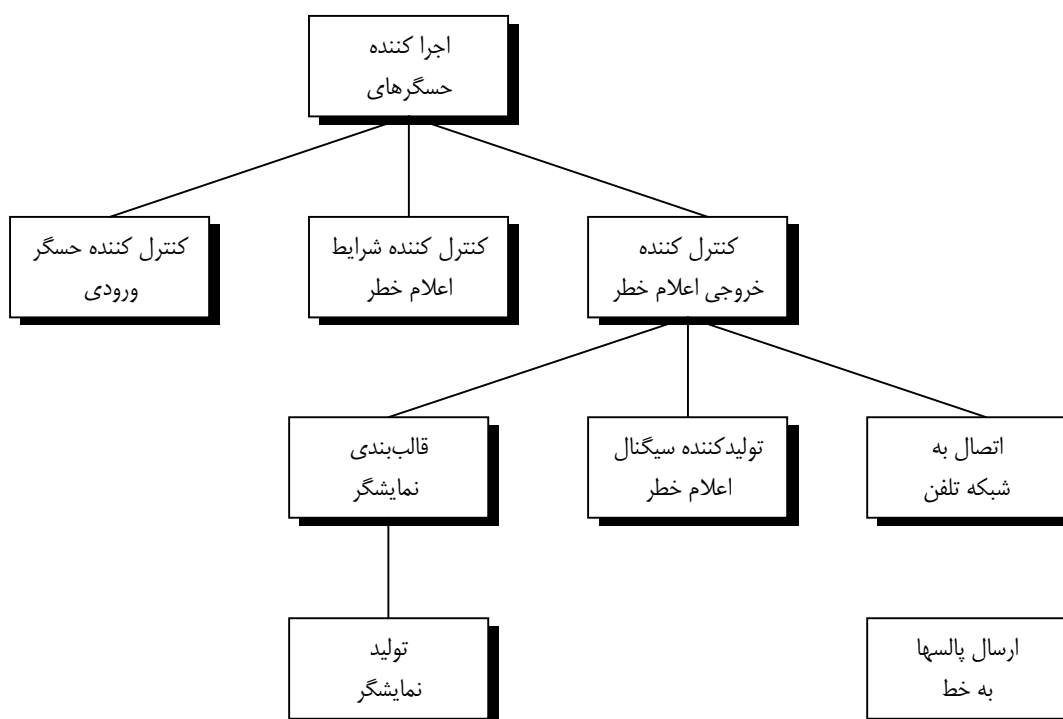 اجرا کننده
حسگرهای
کنترل کننده حسگر
ورودی
کنترل کننده شرایط
اعلام خطر
کنترل کننده
خروجی اعلام خطر
قالب‌بندی
نمایشگر
تولیدکننده سیگنال
اعلام خطر
اتصال به
شبکه تلفن
تولید
نمایشگر
ارسال پالسها
به خط